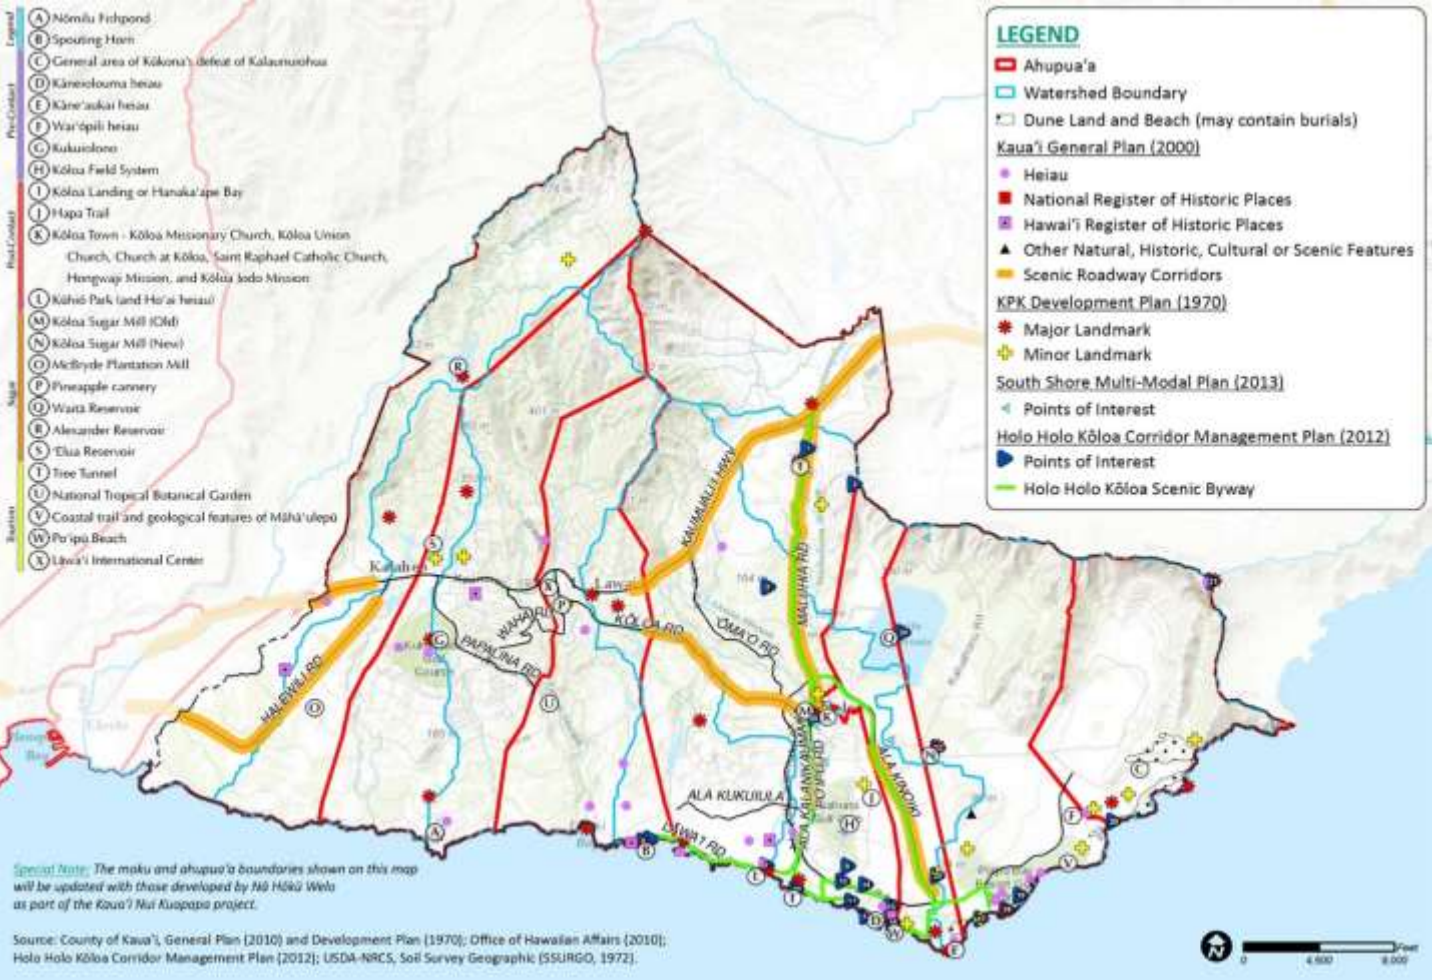 Legend
Pre-Contact
Post-Contact
Sugar
Tourism
A Nōmilu Fishpond
B Spouting Horn
C General area of Kūkona's defeat of Kalaunuiohua
D Kāneiolouma heiau
E Kāne'aukai heiau
F Wai'ōpili heiau
G Kukuiolono
H Kōloa Field System
I Kōloa Landing or Hanaka'ape Bay
J Hapa Trail
K Kōloa Town - Kōloa Missionary Church, Kōloa Union
Church, Church at Kōloa, Saint Raphael Catholic Church,
Hongwaji Mission, and Kōloa Jodo Mission
L Kūhiō Park (and Ho'ai heiau)
M Kōloa Sugar Mill (Old)
N Kōloa Sugar Mill (New)
O McBryde Plantation Mill
P Pineapple cannery
Q Waitā Reservoir
R Alexander Reservoir
S 'Elua Reservoir
T Tree Tunnel
U National Tropical Botanical Garden
V Coastal trail and geological features of Māhā'ulepū
W Po'ipū Beach
X Lāwa'i International Center
LEGEND
Ahupua'a
Watershed Boundary
Dune Land and Beach (may contain burials)
Kaua'i General Plan (2000)
Heiau
National Register of Historic Places
Hawai'i Register of Historic Places
Other Natural, Historic, Cultural or Scenic Features
Scenic Roadway Corridors
KPK Development Plan (1970)
Major Landmark
Minor Landmark
South Shore Multi-Modal Plan (2013)
Points of Interest
Holo Holo Kōloa Corridor Management Plan (2012)
Points of Interest
Holo Holo Kōloa Scenic Byway
R
T
KAUMUALII HWY
S
Kalaheo
X
P
Lawai
MALUHIA RD
WAHA RD
KOLOA RD
OMAO RD
Q
G
PAPALINA RD
HALEWILI RD
O
U
M
K
N
C
ALA KALANIKAUMAKA
POIPU RD
ALA KINOIKI
ALA KUKUIULA
J
H
F
A
LAWAI RD
B
L
I
D
W
E
V
Special Note: The moku and ahupua'a boundaries shown on this map
will be updated with those developed by Nā Hōkū Welo
as part of the Kaua'i Nui Kuapapa project.
Source: County of Kaua'i, General Plan (2010) and Development Plan (1970); Office of Hawaiian Affairs (2010);
Holo Holo Kōloa Corridor Management Plan (2012); USDA-NRCS, Soil Survey Geographic (SSURGO, 1972).
N
Feet
0 4,500 9,000